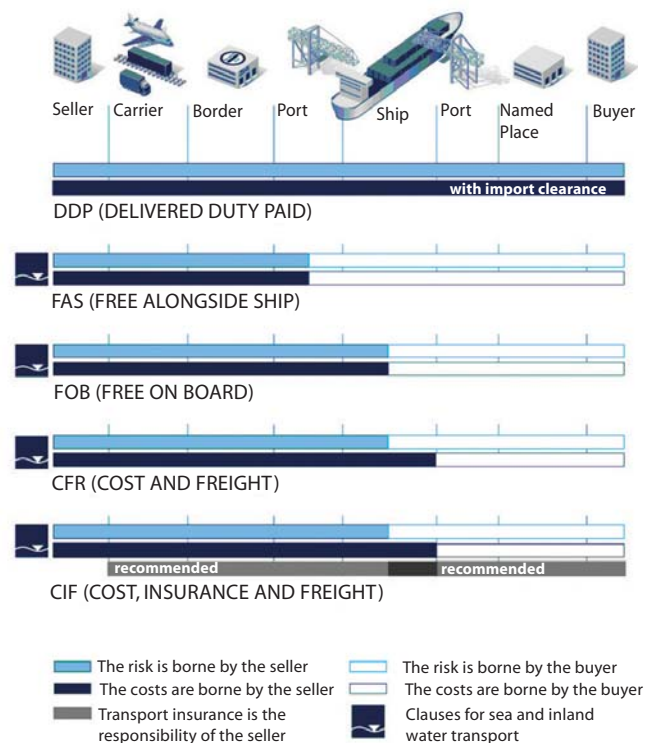 Seller Carrier Border Port Ship Port Named Place Buyer
with import clearance
DDP (DELIVERED DUTY PAID)
FAS (FREE ALONGSIDE SHIP)
FOB (FREE ON BOARD)
CFR (COST AND FREIGHT)
recommended recommended
CIF (COST, INSURANCE AND FREIGHT)
The risk is borne by the seller
The costs are borne by the seller
Transport insurance is the
responsibility of the seller
The risk is borne by the buyer
The costs are borne by the buyer
Clauses for sea and inland
water transport